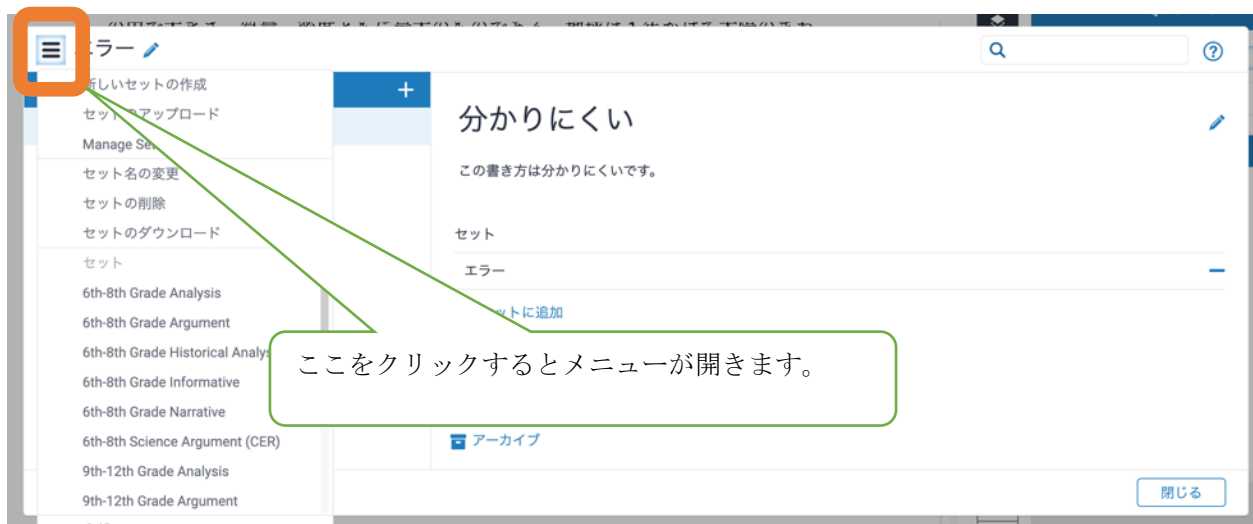 エラー
新しいセットの作成
セットのアップロード
Manage Se
セット名の変更
セットの削除
セットのダウンロード
セット
6th-8th Grade Analysis
6th-8th Grade Argument
6th-8th Grade Historical Analys
6th-8th Grade Informative
6th-8th Grade Narrative
6th-8th Science Argument (CER)
9th-12th Grade Analysis
9th-12th Grade Argument
分かりにくい
この書き方は分かりにくいです。
セット
エラー
ットに追加
ここをクリックするとメニューが開きます。
アーカイブ
閉じる